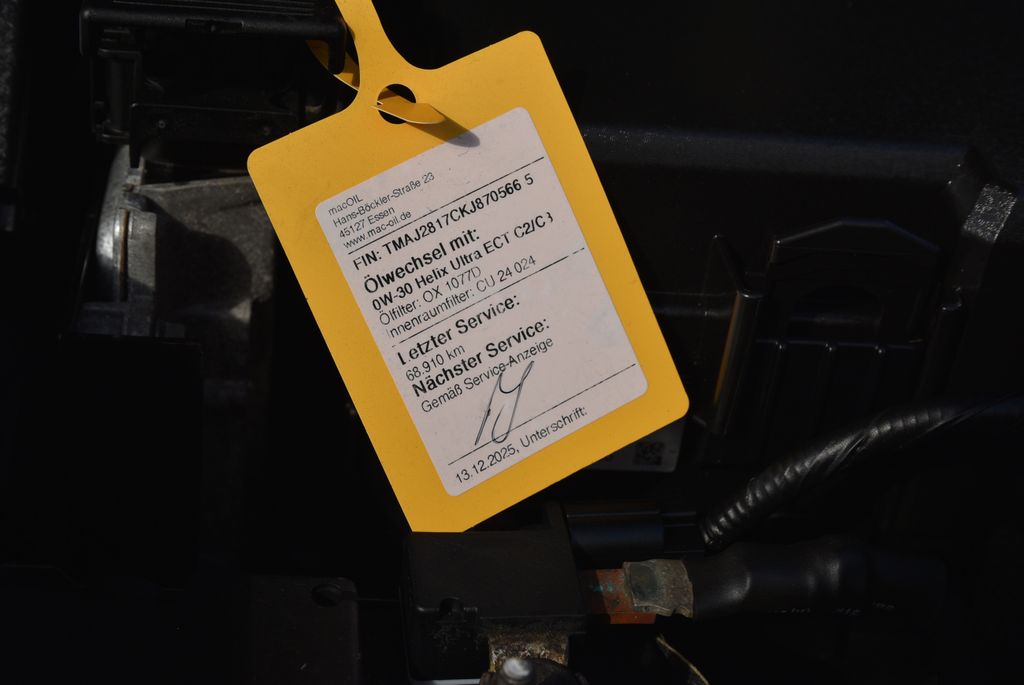 macOIL
Hans-Böckler-Straße 23
45127 Essen
www.mac-oil.de
FIN: TMAJ2817CKJ870566 5
Ölwechsel mit:
0W-30 Helix Ultra ECT C2/C3
Ölfilter: OX 1077D
Innenraumfilter: CU 24 024
Letzter Service:
68.910 km
Nächster Service:
Gemäß Service-Anzeige
13.12.2025, Unterschrift: